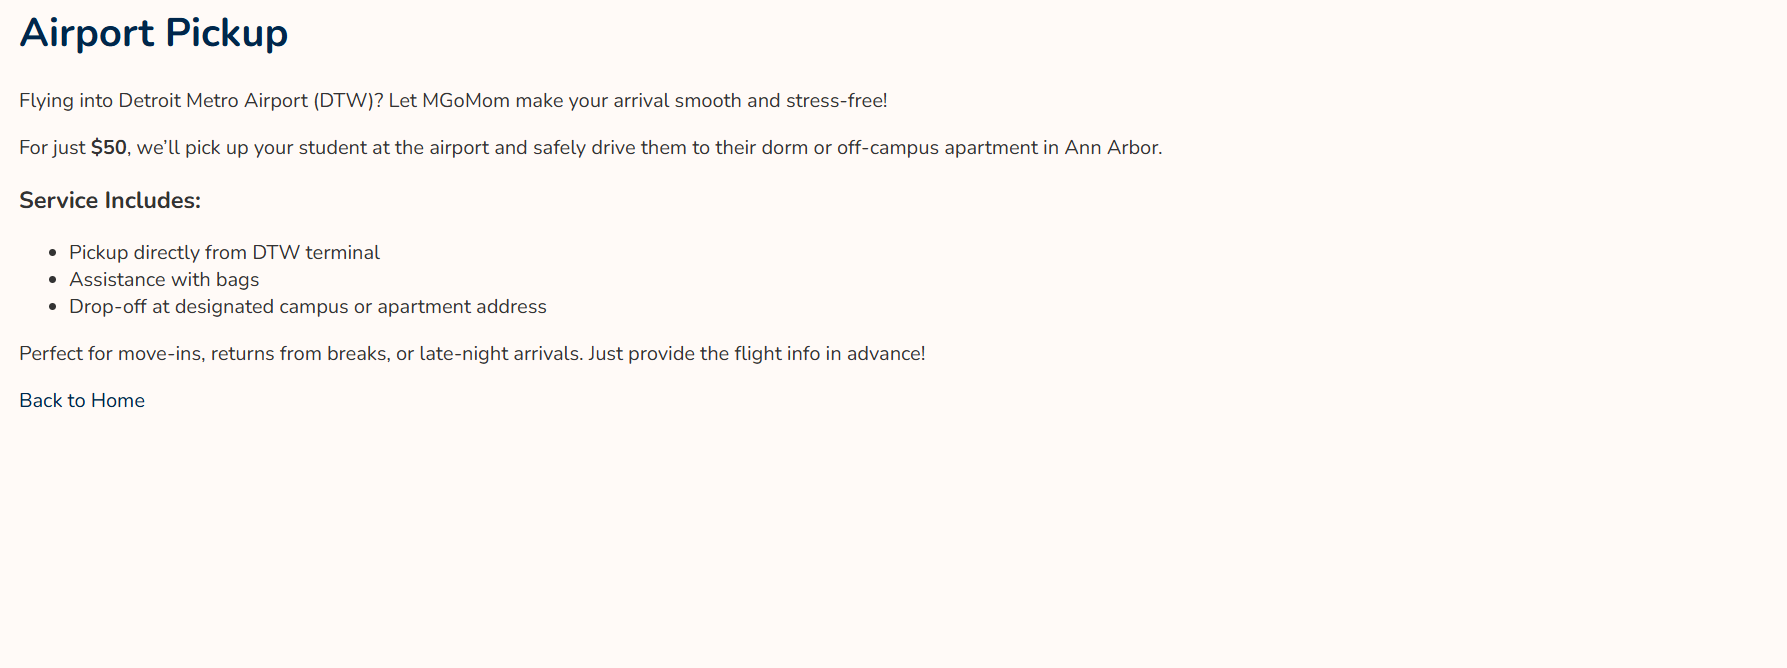 Airport Pickup
Flying into Detroit Metro Airport (DTW)? Let MGoMom make your arrival smooth and stress-free!
For just $50, we’ll pick up your student at the airport and safely drive them to their dorm or off-campus apartment in Ann Arbor.
Service Includes:
• Pickup directly from DTW terminal
• Assistance with bags
• Drop-off at designated campus or apartment address
Perfect for move-ins, returns from breaks, or late-night arrivals. Just provide the flight info in advance!
Back to Home